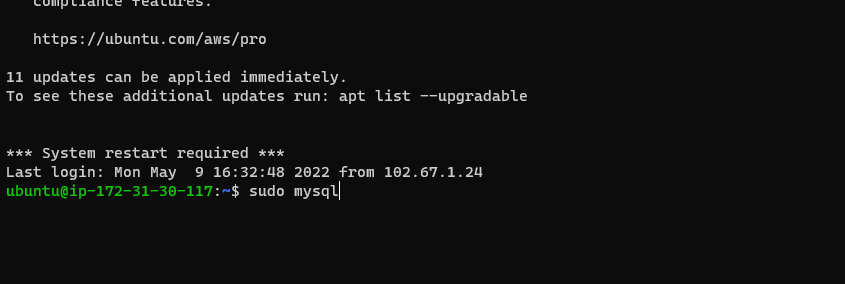 compliance features.
https://ubuntu.com/aws/pro
11 updates can be applied immediately.
To see these additional updates run: apt list --upgradable
*** System restart required ***
Last login: Mon May  9 16:32:48 2022 from 102.67.1.24
ubuntu@ip-172-31-30-117:~$ sudo mysql